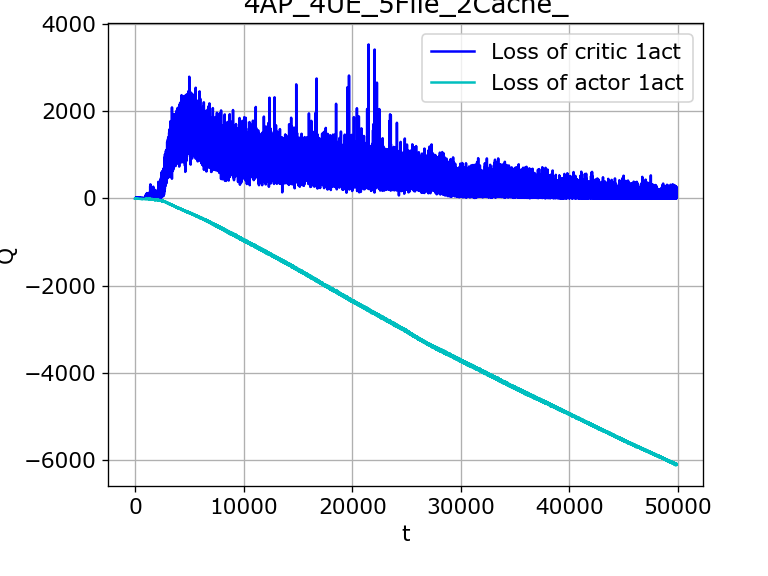 4AP_4UE_5File_2Cache_
Loss of critic 1act
Loss of actor 1act
4000
2000
0
−2000
−4000
−6000
Q
0 10000 20000 30000 40000 50000
t